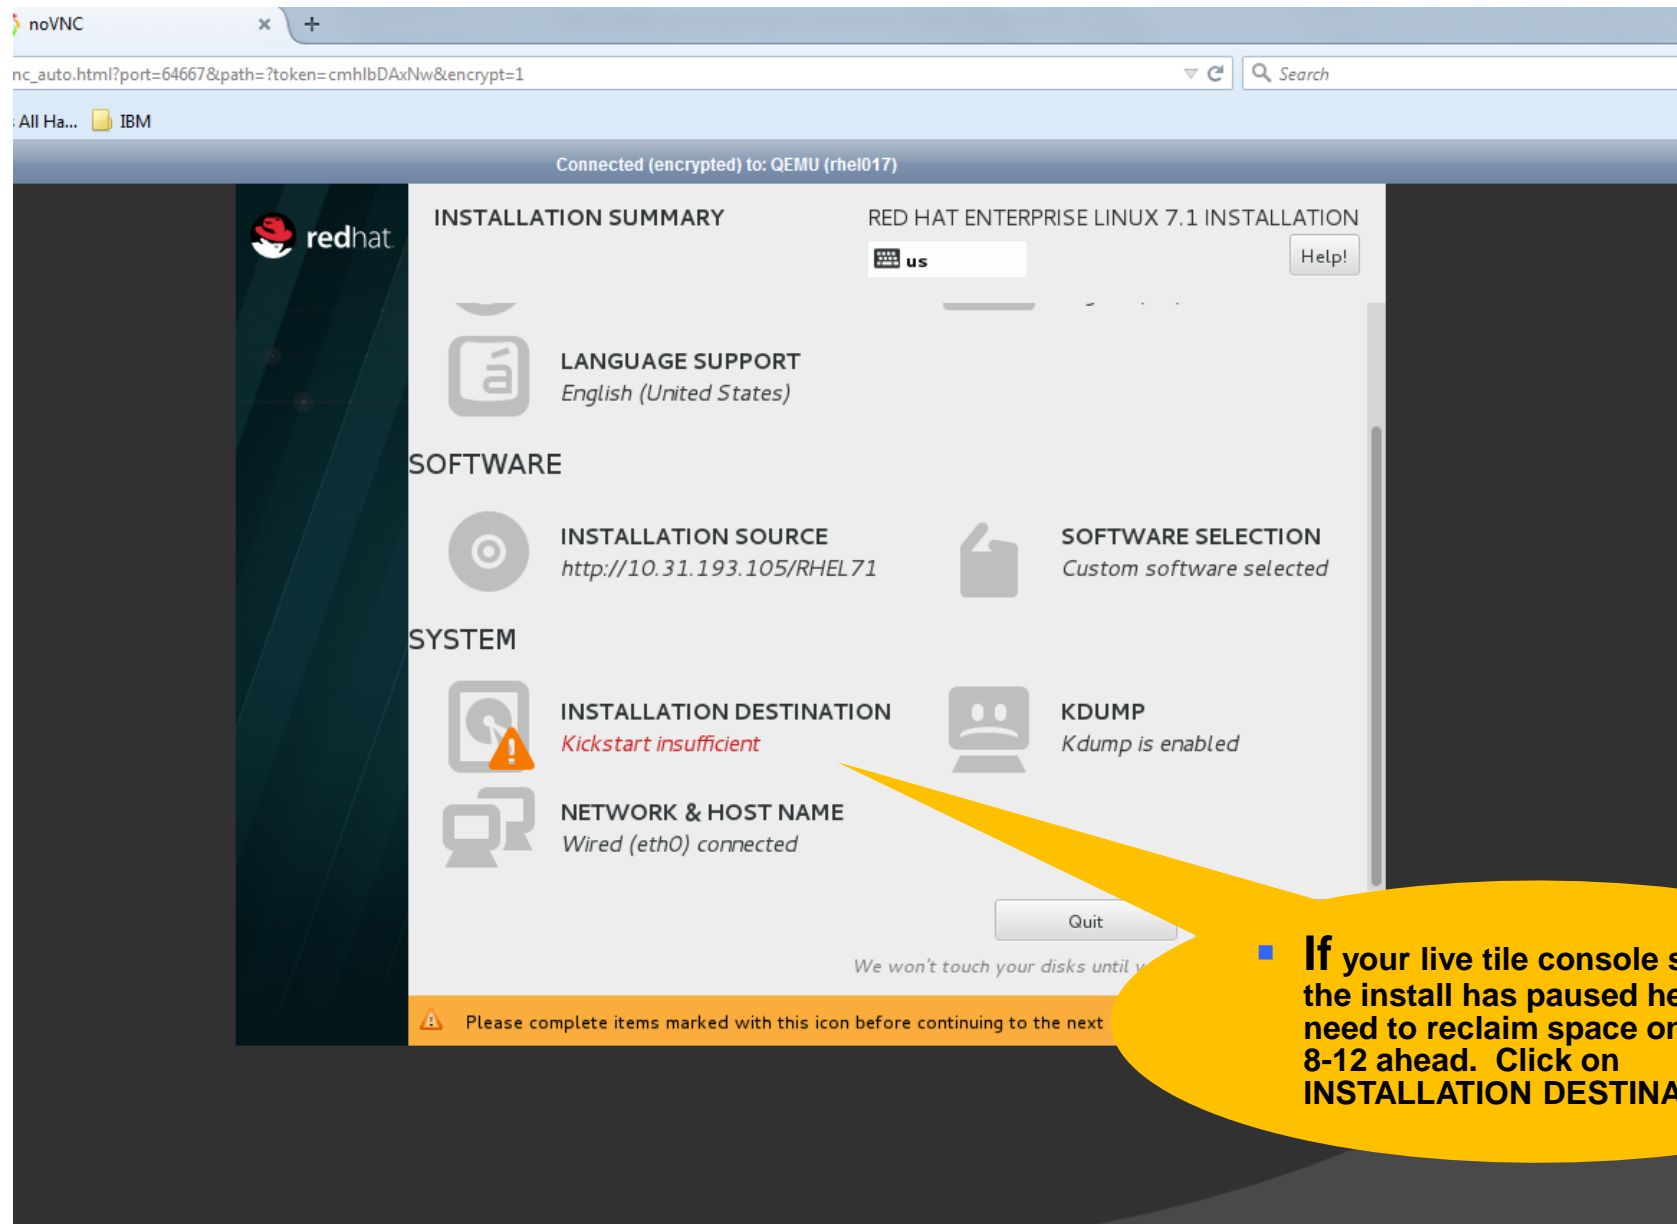 noVNC
nc_auto.html?port=64667&path=?token=cmhlbDAxNw&encrypt=1
Search
All Ha...
IBM
Connected (encrypted) to: QEMU (rhel017)
redhat
INSTALLATION SUMMARY
RED HAT ENTERPRISE LINUX 7.1 INSTALLATION
us
Help!
LANGUAGE SUPPORT
English (United States)
SOFTWARE
INSTALLATION SOURCE
http://10.31.193.105/RHEL71
SOFTWARE SELECTION
Custom software selected
SYSTEM
INSTALLATION DESTINATION
Kickstart insufficient
KDUMP
Kdump is enabled
NETWORK & HOST NAME
Wired (eth0) connected
Quit
We won't touch your disks until
Please complete items marked with this icon before continuing to the next
If your live tile console
the install has paused
need to reclaim space
8-12 ahead. Click on
INSTALLATION